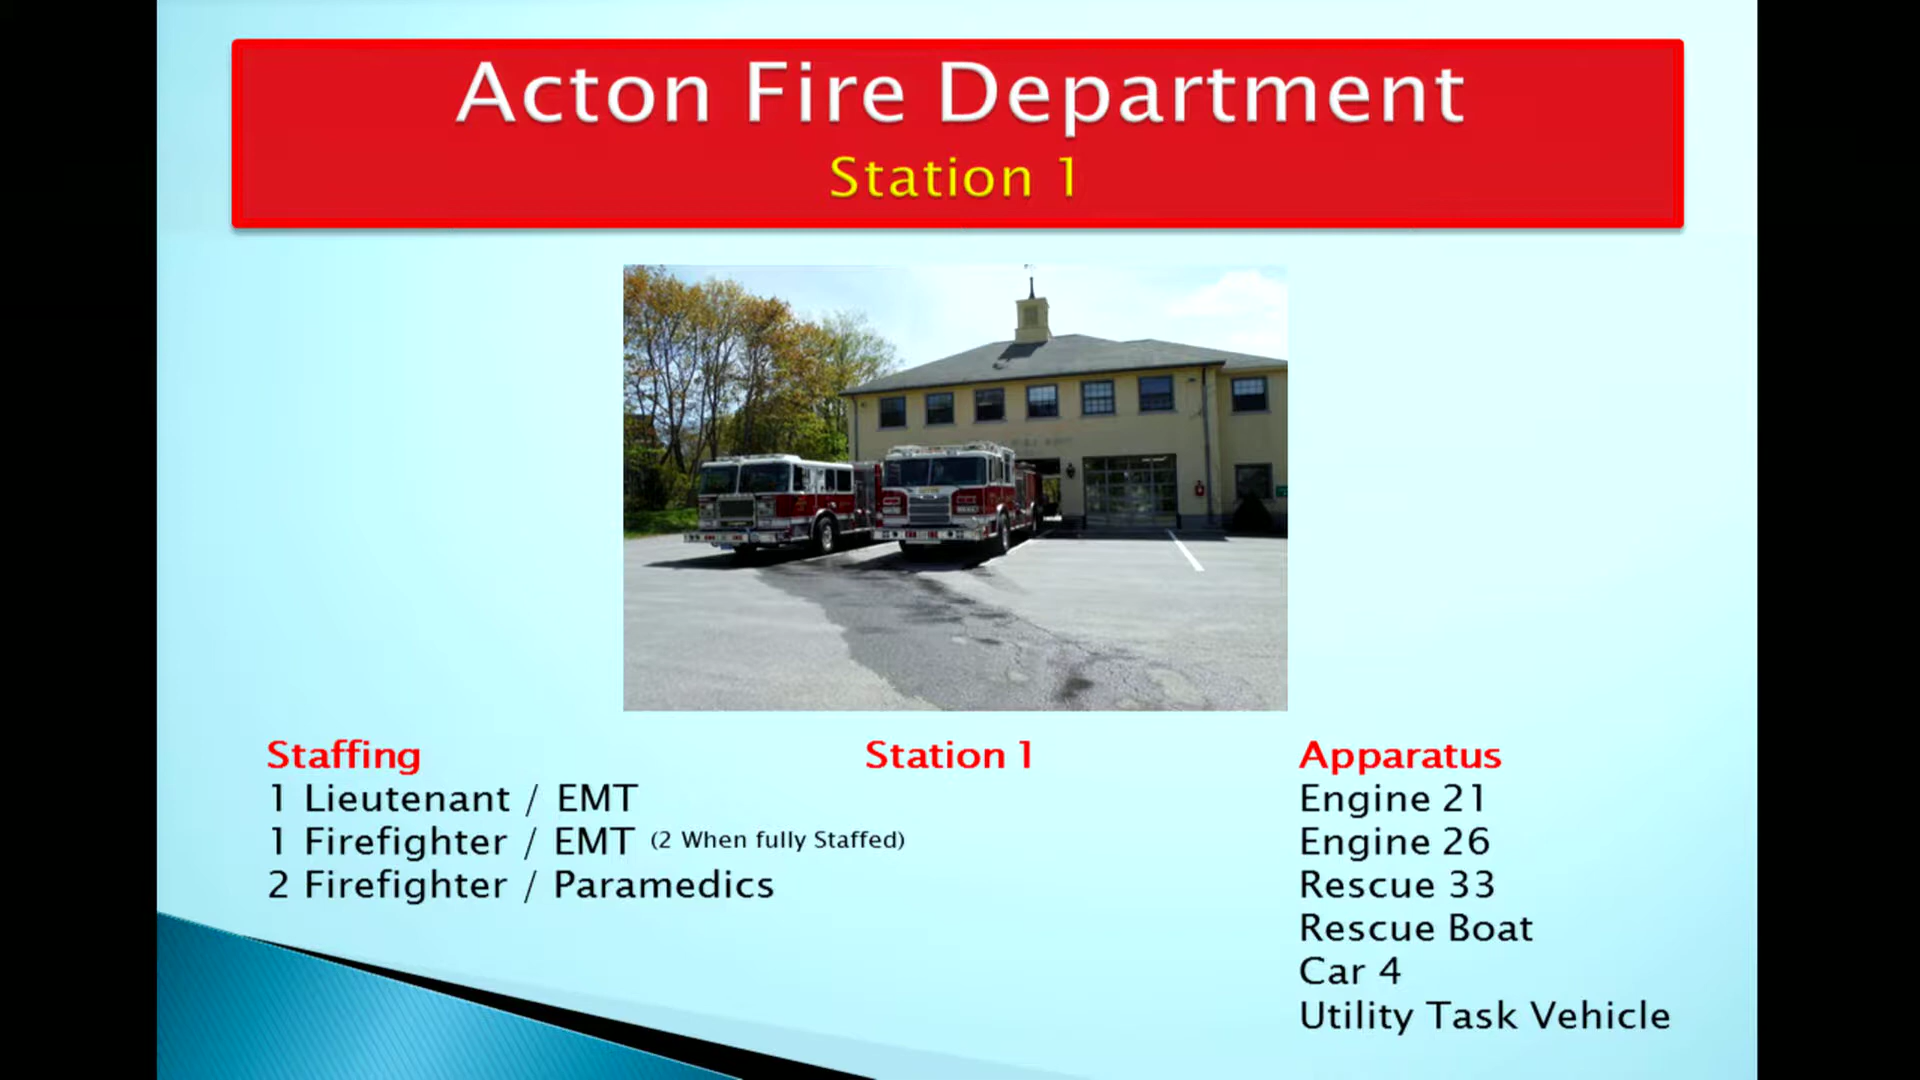 Acton Fire Department
Station 1
Staffing
1 Lieutenant / EMT
1 Firefighter / EMT (2 When fully Staffed)
2 Firefighter / Paramedics
Station 1
Apparatus
Engine 21
Engine 26
Rescue 33
Rescue Boat
Car 4
Utility Task Vehicle